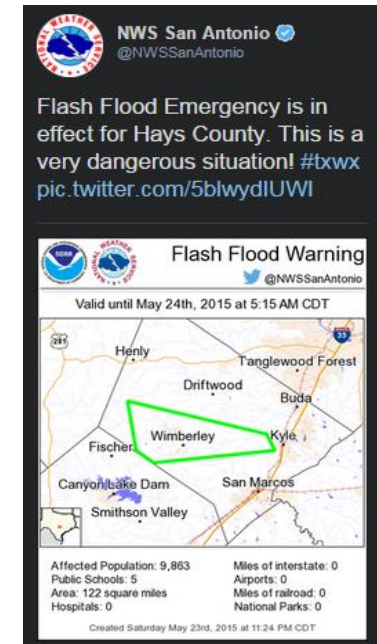 NWS San Antonio
@NWSSanAntonio
Flash Flood Emergency is in
effect for Hays County. This is a
very dangerous situation! #txwx
pic.twitter.com/5blwydIUWI
NOAA
NATIONAL WEATHER SERVICE
Flash Flood Warning
@NWSSanAntonio
Valid until May 24th, 2015 at 5:15 AM CDT
281
35
Henly
Tanglewood Forest
Driftwood
Buda
Wimberley
Kyle
Fischer
Canyon Lake Dam
San Marcos
Smithson Valley
Affected Population: 9,863
Public Schools: 5
Area: 122 square miles
Hospitals: 0
Miles of interstate: 0
Airports: 0
Miles of railroad: 0
National Parks: 0
Created Saturday May 23rd, 2015 at 11:24 PM CDT